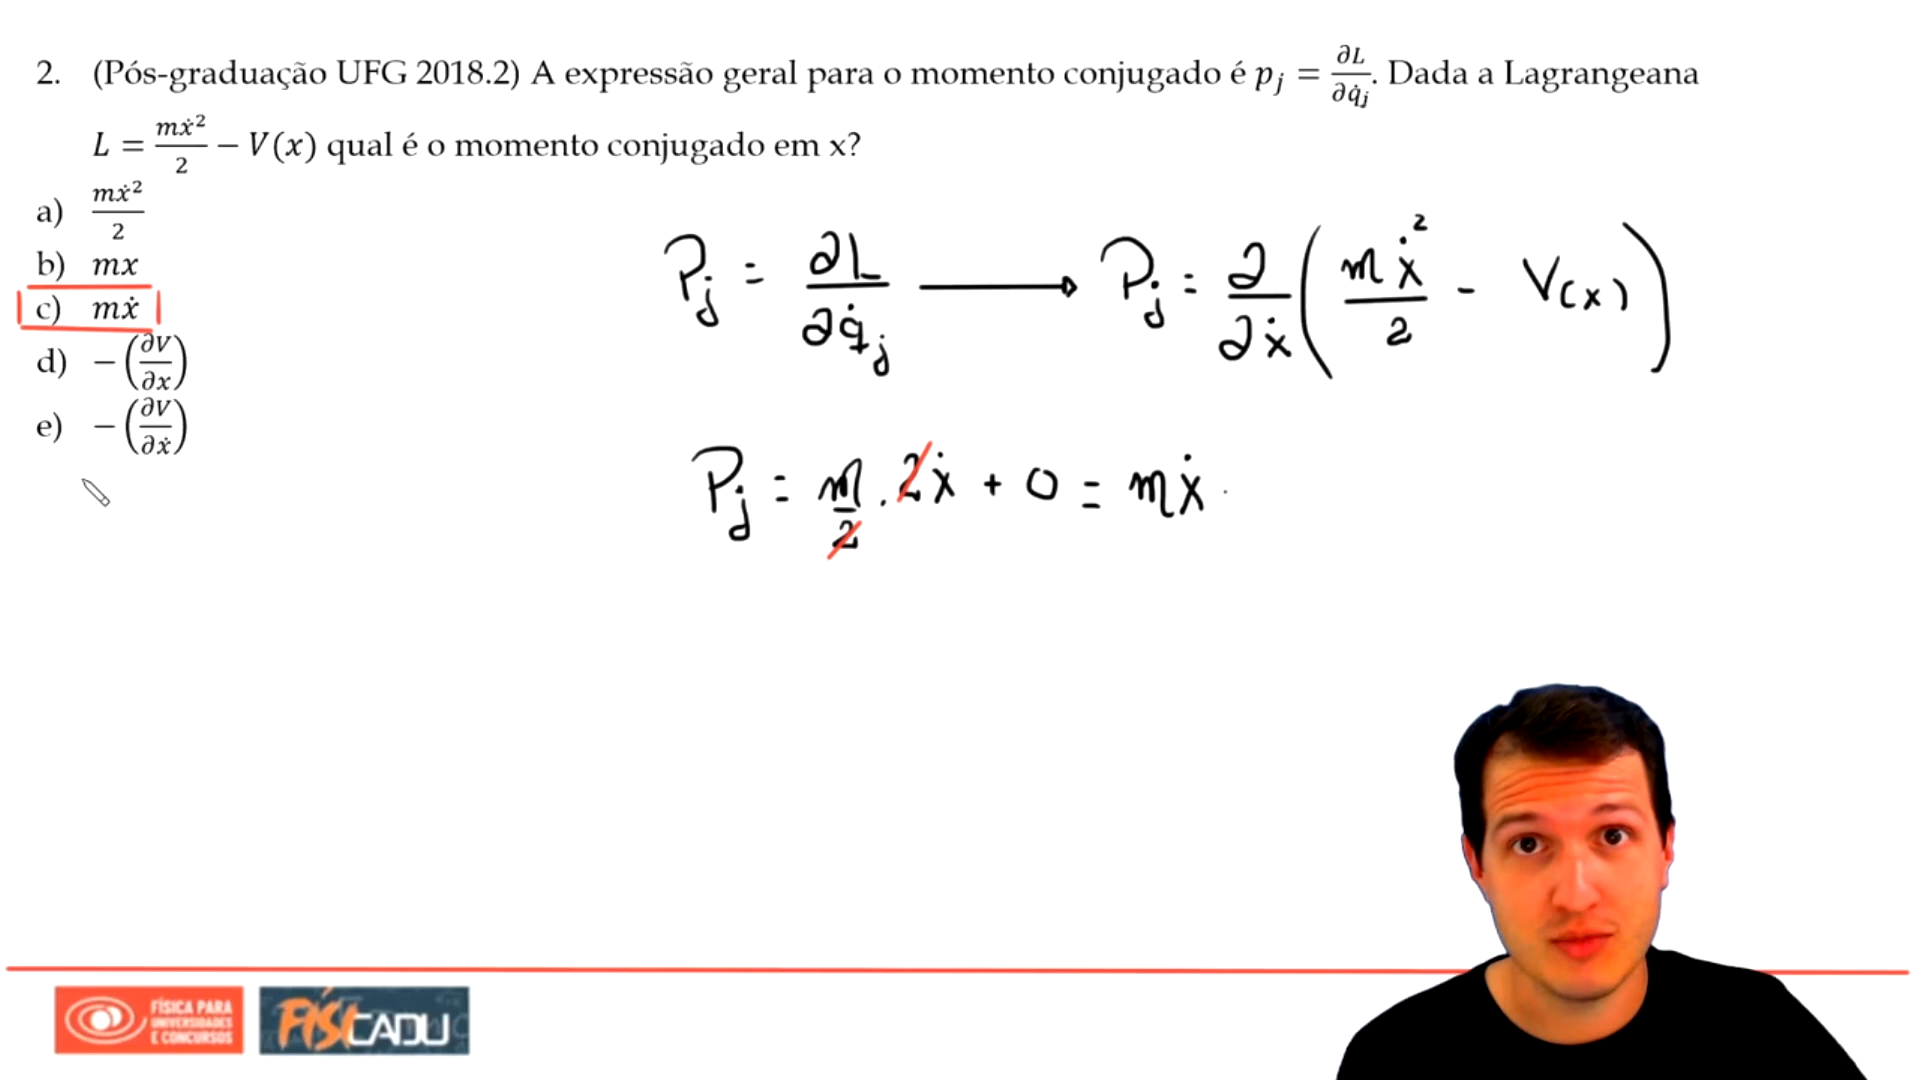 2. (Pós-graduação UFG 2018.2) A expressão geral para o momento conjugado é p_j = ∂L/∂q̇_j. Dada a Lagrangeana
L = mẋ²/2 − V(x) qual é o momento conjugado em x?
a) mẋ²/2
b) mx
c) mẋ
d) −(∂V/∂x)
e) −(∂V/∂ẋ)
P_j = ∂L/∂q̇_j → P_j = ∂/∂ẋ (mẋ²/2 - V(x))
P_j = m/2 . 2ẋ + 0 = mẋ.
FÍSICA PARA
UNIVERSIDADES
E CONCURSOS
FÍSICADU